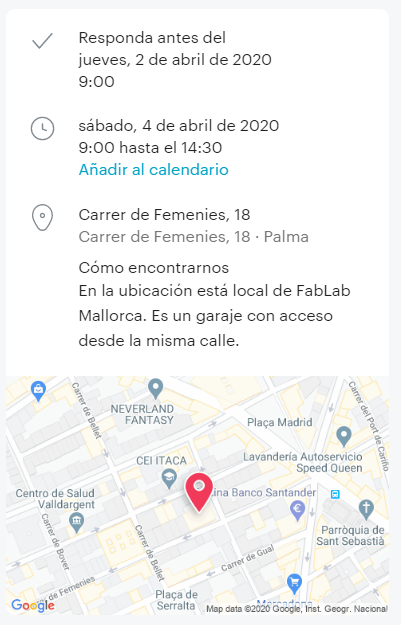 Responda antes del
jueves, 2 de abril de 2020
9:00
sábado, 4 de abril de 2020
9:00 hasta el 14:30
Añadir al calendario
Carrer de Femenies, 18
Carrer de Femenies, 18 · Palma
Cómo encontrarnos
En la ubicación está local de FabLab
Mallorca. Es un garaje con acceso
desde la misma calle.
Carrer de Bellet
NEVERLAND
FANTASY
Plaça Madrid
Carrer del Port de Cariño
Lavandería Autoservicio
Speed Queen
CEI ITACA
Centro de Salud
Valldargent
ina Banco Santander
€
Parròquia de
Sant Sebastià
Carrer de Bover
Carrer de Bellet
Carrer de Gual
de Femenies
Plaça de
Serralta
Mercadona
Google
Map data ©2020 Google, Inst. Geogr. Nacional